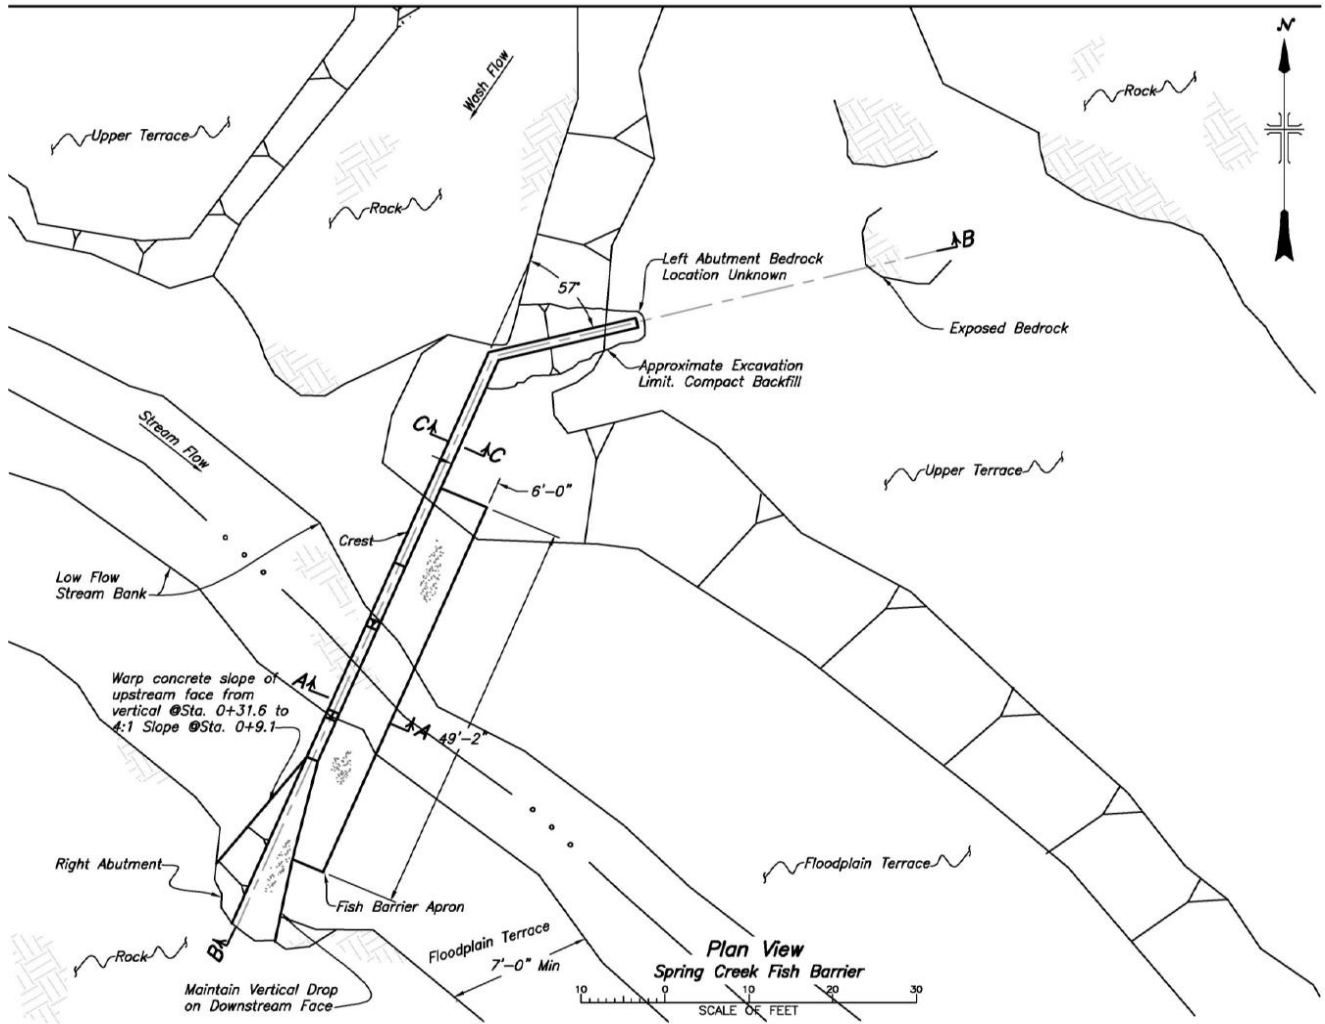 N
Wash Flow
Rock
Upper Terrace
Rock
B
Left Abutment Bedrock
Location Unknown
57°
Exposed Bedrock
Approximate Excavation
Limit. Compact Backfill
Stream Flow
C
C
Upper Terrace
6'-0"
Crest
Low Flow
Stream Bank
Warp concrete slope of
upstream face from
vertical @Sta. 0+31.6 to
4:1 Slope @Sta. 0+9.1
A
A
49'-2"
Right Abutment
Floodplain Terrace
Fish Barrier Apron
Floodplain Terrace
7'-0" Min
Rock
B
Maintain Vertical Drop
on Downstream Face
Plan View
Spring Creek Fish Barrier
10 0 10 20 30
SCALE OF FEET